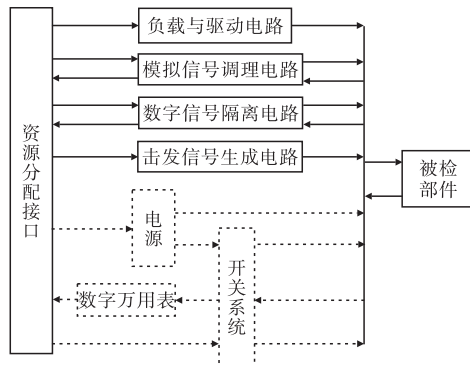 负载与驱动电路
模拟信号调理电路
数字信号隔离电路
击发信号生成电路
资源分配接口
被检
部件
电源
开关系统
数字万用表